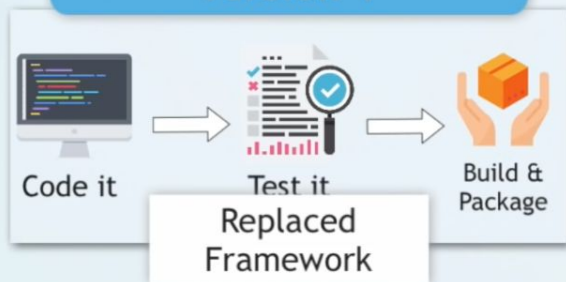 Code it
Test it
Build &
Package
Replaced
Framework